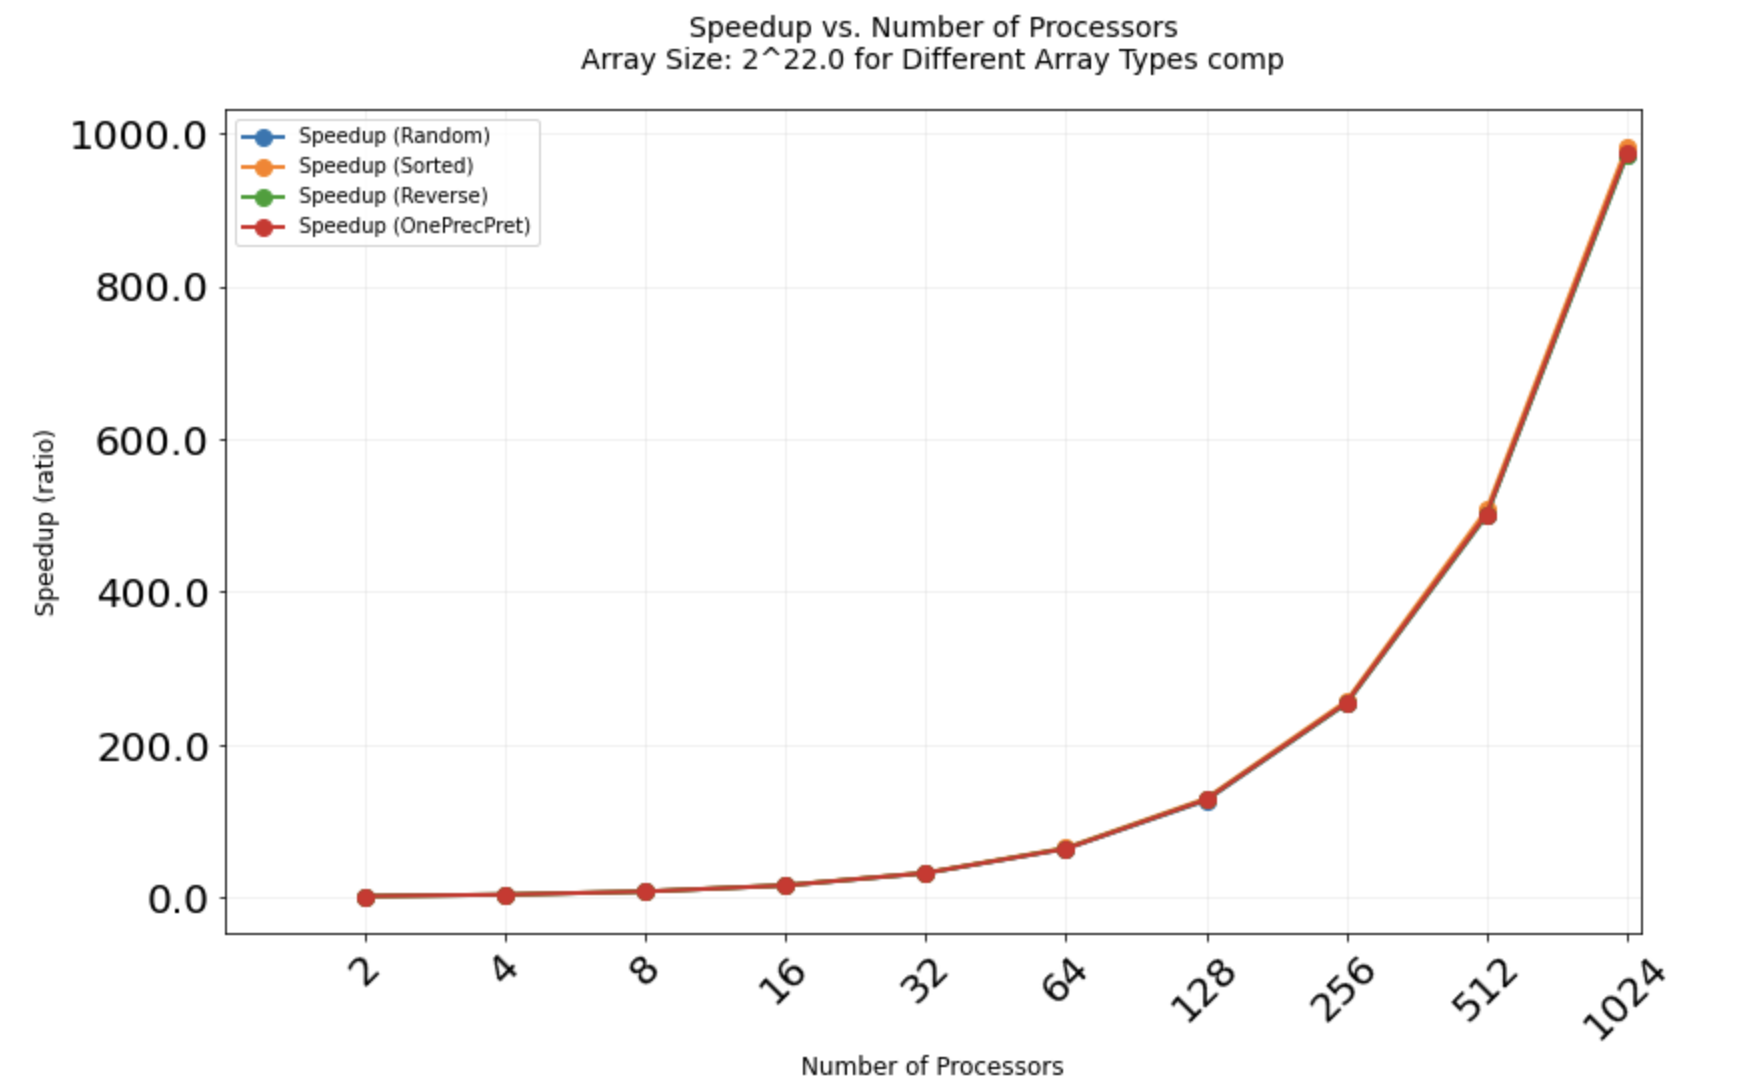 Speedup vs. Number of Processors
Array Size: 2^22.0 for Different Array Types comp
Speedup (Random)
Speedup (Sorted)
Speedup (Reverse)
Speedup (OnePrecPret)
1000.0
800.0
600.0
400.0
200.0
0.0
Speedup (ratio)
2 4 8 16 32 64 128 256 512 1024
Number of Processors